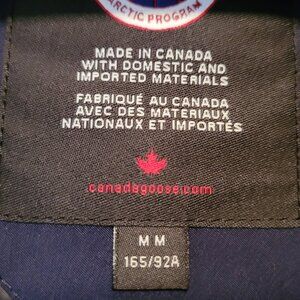 ARCTIC PROGRAM
MADE IN CANADA
WITH DOMESTIC AND
IMPORTED MATERIALS
FABRIQUÉ AU CANADA
AVEC DES MATERIAUX
NATIONAUX ET IMPORTÉS
canadagoose.com
M M
165/92A